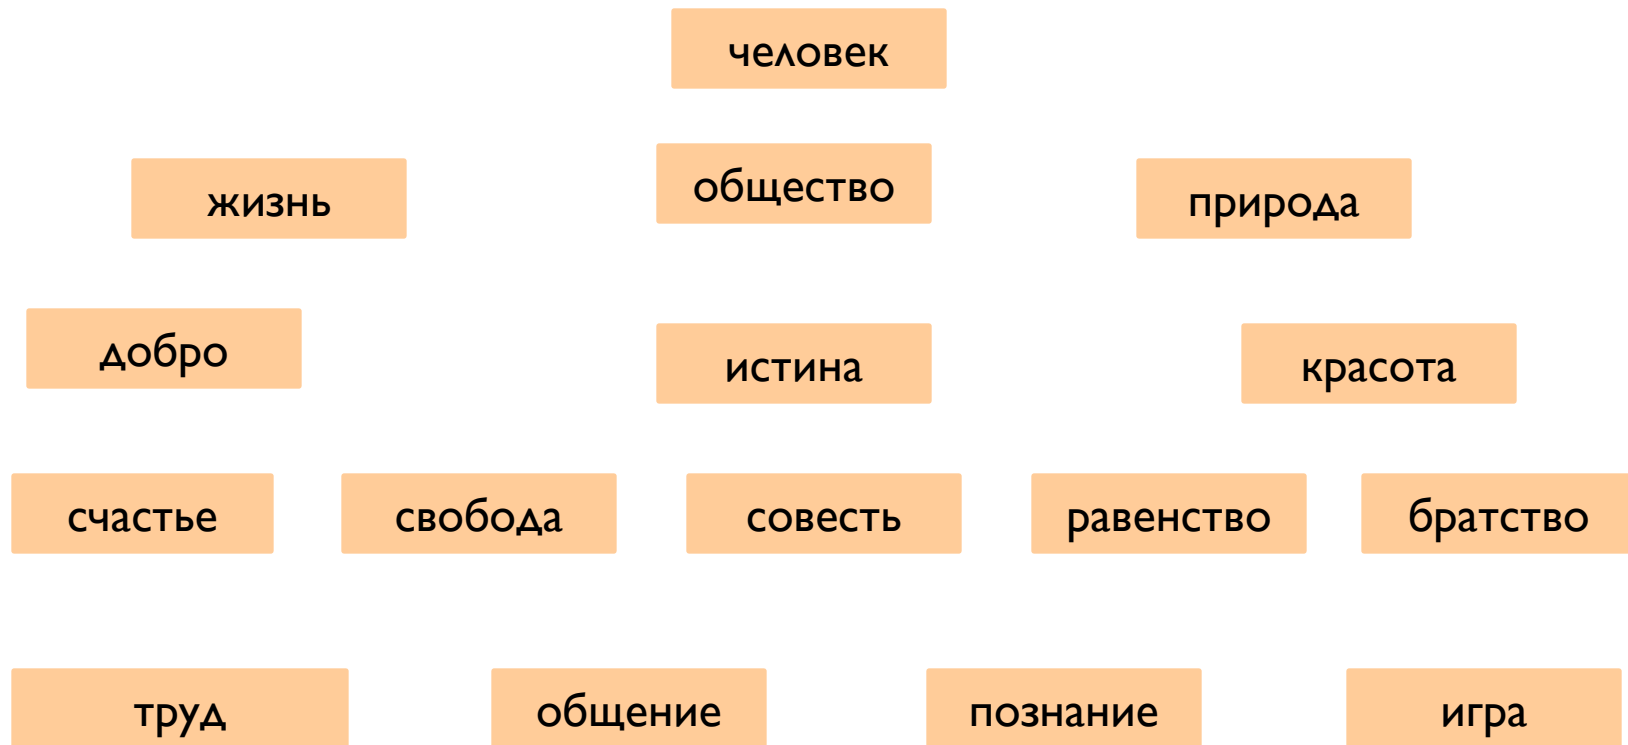 человек
жизнь
общество
природа
добро
истина
красота
счастье
свобода
совесть
равенство
братство
труд
общение
познание
игра